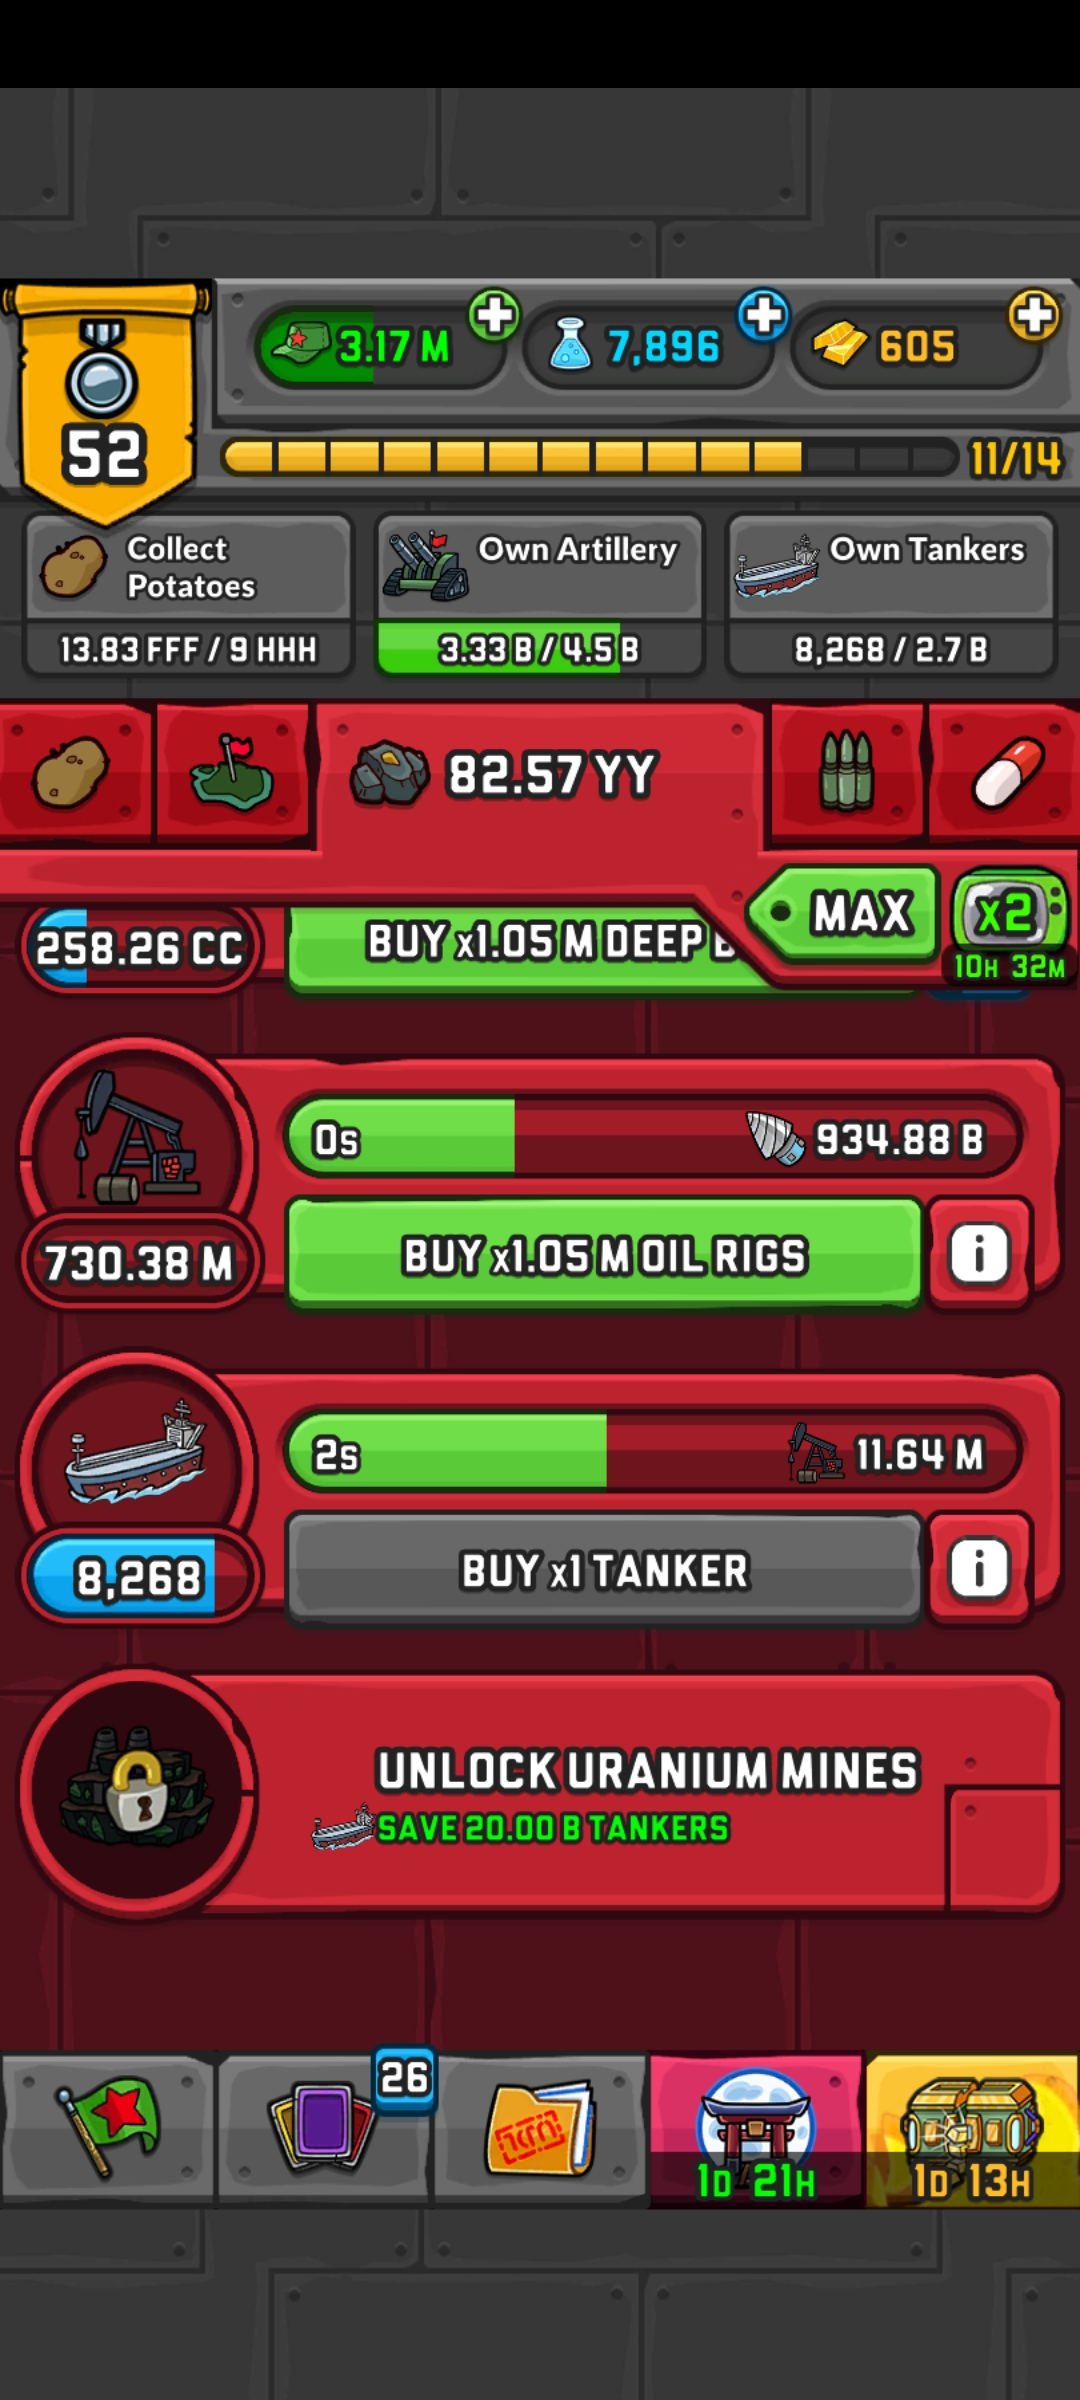 3.17 M
7,896
605
52
11/14
Collect
Potatoes
13.83 FFF / 9 HHH
Own Artillery
3.33 B / 4.5 B
Own Tankers
8,268 / 2.7 B
82.57 YY
MAX
x2
10H 32M
258.26 CC
BUY x1.05 M DEEP
0s
934.88 B
730.38 M
BUY x1.05 M OIL RIGS
i
2s
11.64 M
8,268
BUY x1 TANKER
i
UNLOCK URANIUM MINES
SAVE 20.00 B TANKERS
26
1D 21H
1D 13H